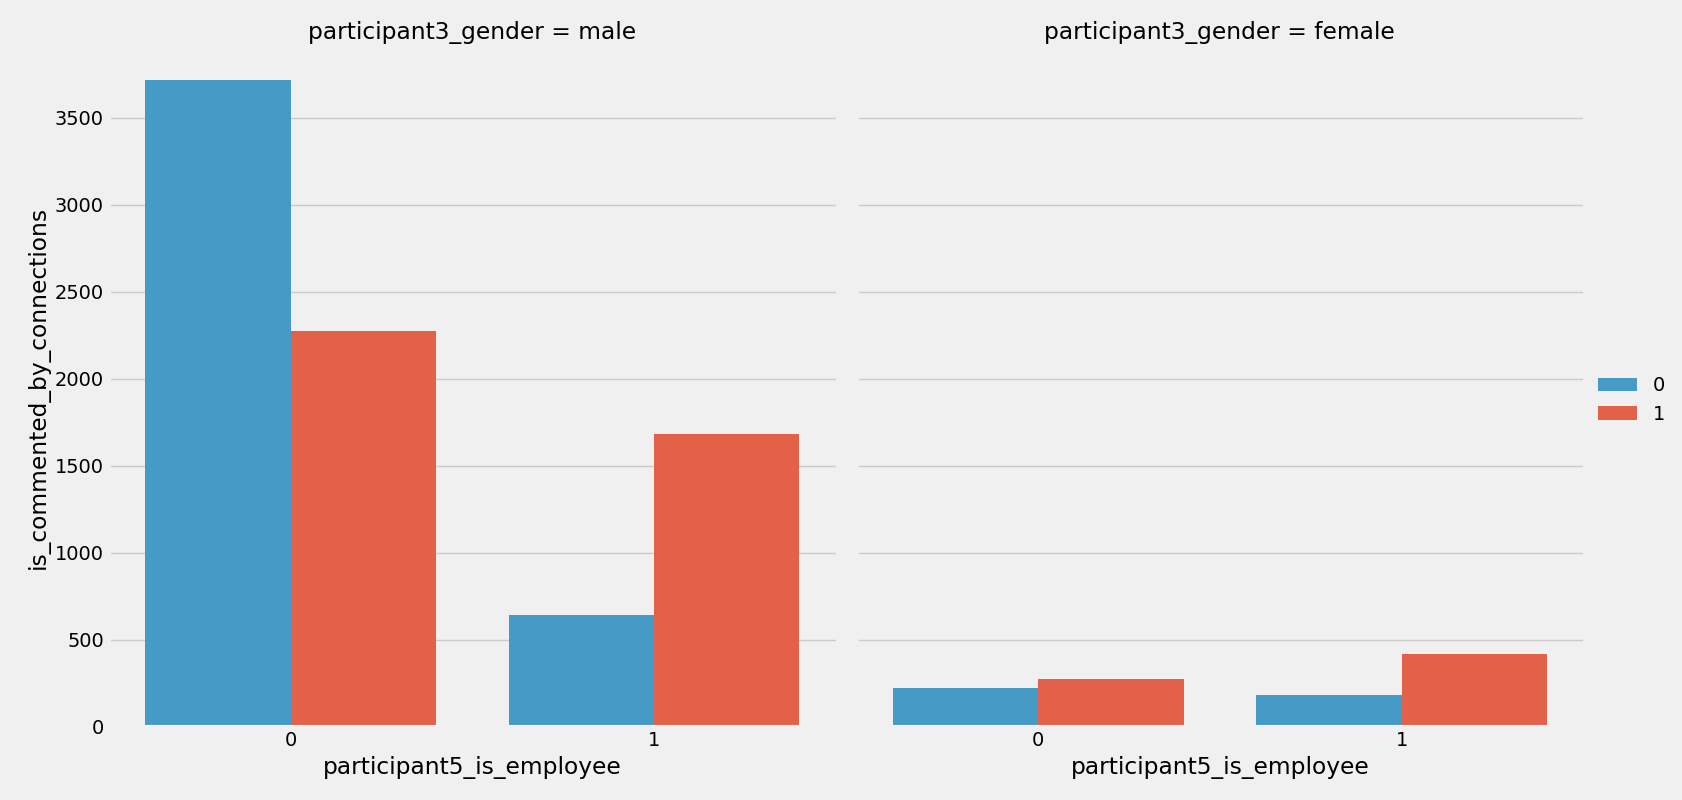 participant3_gender = male
participant3_gender = female
is_commented_by_connections
3500
3000
2500
2000
1500
1000
500
0
0
1
participant5_is_employee
0
1
participant5_is_employee
0
1